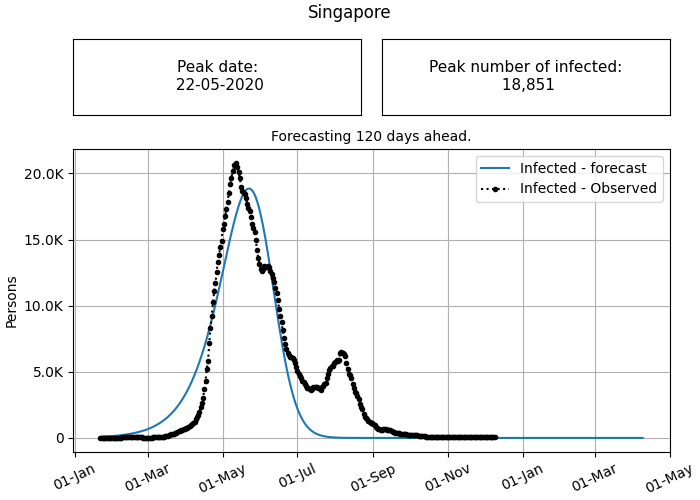 Singapore
Peak date:
22-05-2020
Peak number of infected:
18,851
Forecasting 120 days ahead.
Infected - forecast
Infected - Observed
Persons
20.0K
15.0K
10.0K
5.0K
0
01-Jan
01-Mar
01-May
01-Jul
01-Sep
01-Nov
01-Jan
01-Mar
01-May